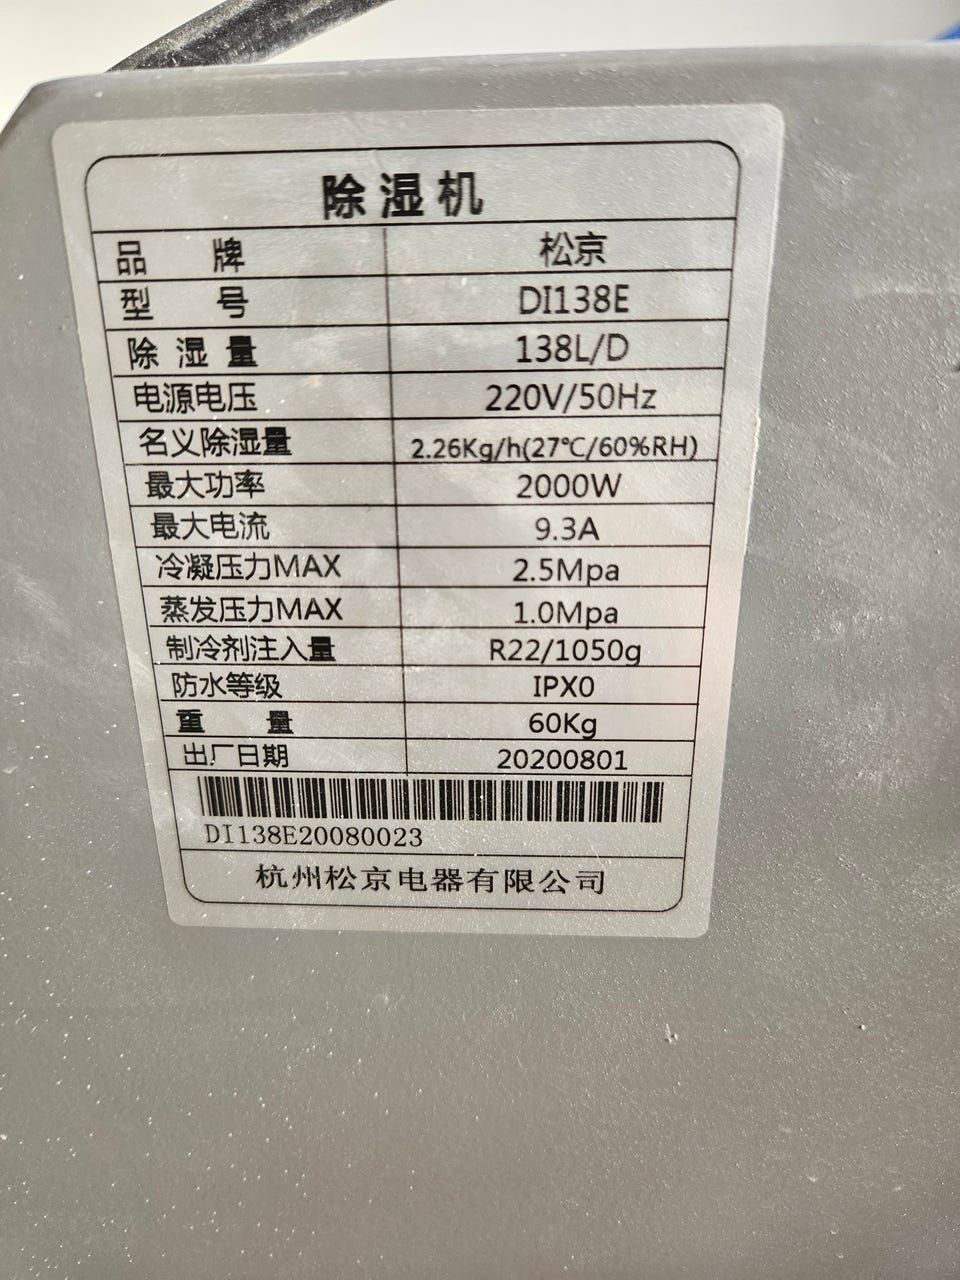 除湿机
品牌 松京
型号 DI138E
除湿量 138L/D
电源电压 220V/50Hz
名义除湿量 2.26Kg/h(27℃/60%RH)
最大功率 2000W
最大电流 9.3A
冷凝压力MAX 2.5Mpa
蒸发压力MAX 1.0Mpa
制冷剂注入量 R22/1050g
防水等级 IPX0
重量 60Kg
出厂日期 20200801
DI138E20080023
杭州松京电器有限公司